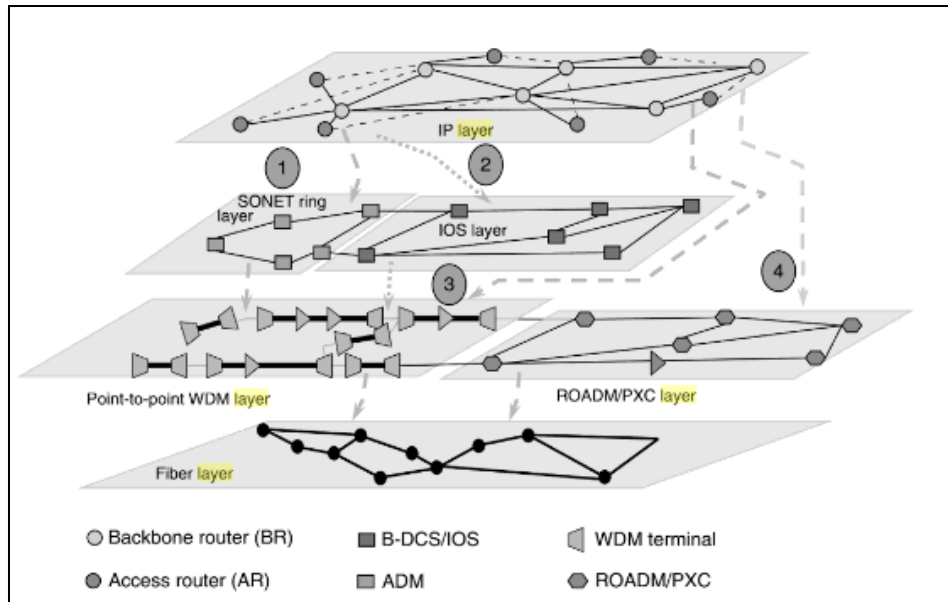 IP layer
1
2
SONET ring
layer
IOS layer
3
4
Point-to-point WDM layer
ROADM/PXC layer
Fiber layer
Backbone router (BR)
B-DCS/IOS
WDM terminal
Access router (AR)
ADM
ROADM/PXC